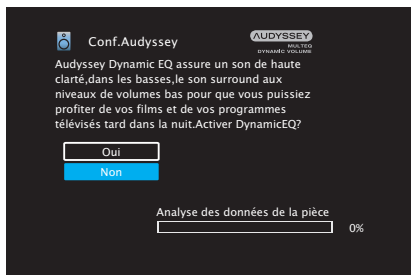 Conf.Audyssey
AUDYSSEY
MULTEQ
DYNAMIC VOLUME
Audyssey Dynamic EQ assure un son de haute
clarté,dans les basses,le son surround aux
niveaux de volumes bas pour que vous puissiez
profiter de vos films et de vos programmes
télévisés tard dans la nuit.Activer DynamicEQ?
Oui
Non
Analyse des données de la pièce
0%